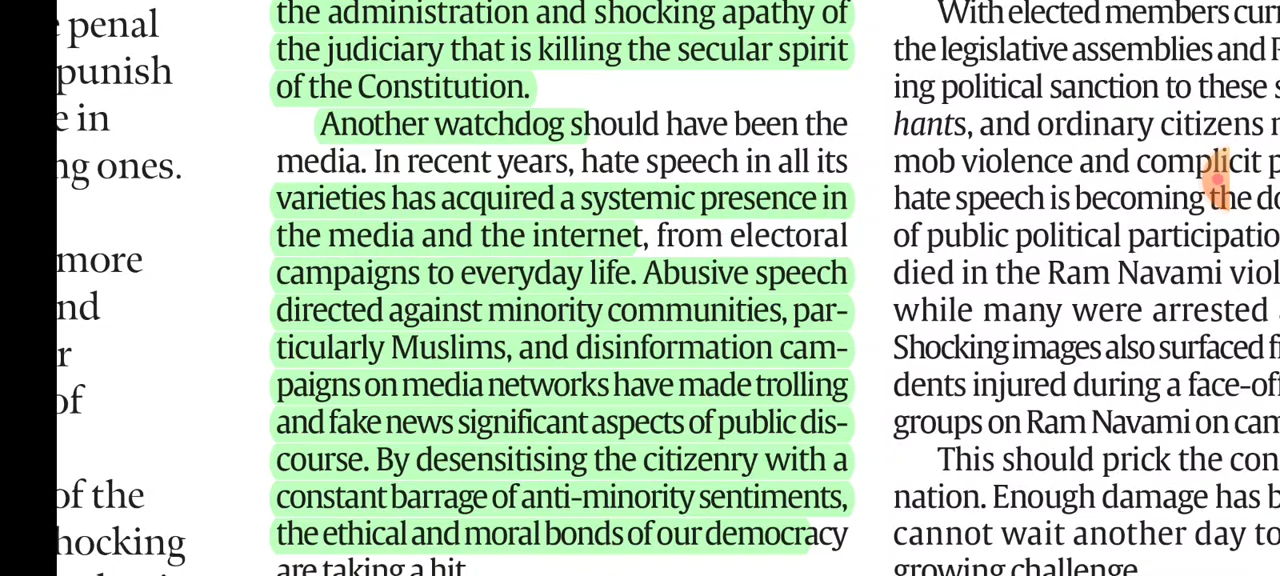 penal
punish
e in
ng ones.
more
nd
r
of
of the
hocking
the administration and shocking apathy of
the judiciary that is killing the secular spirit
of the Constitution.
Another watchdog should have been the
media. In recent years, hate speech in all its
varieties has acquired a systemic presence in
the media and the internet, from electoral
campaigns to everyday life. Abusive speech
directed against minority communities, par-
ticularly Muslims, and disinformation cam-
paigns on media networks have made trolling
and fake news significant aspects of public dis-
course. By desensitising the citizenry with a
constant barrage of anti-minority sentiments,
the ethical and moral bonds of our democracy
are taking a hit.
With elected members cur
the legislative assemblies and
ing political sanction to these s
hants, and ordinary citizens
mob violence and complicit p
hate speech is becoming the do
of public political participatio
died in the Ram Navami viol
while many were arrested
Shocking images also surfaced f
dents injured during a face-off
groups on Ram Navami on cam
This should prick the con
nation. Enough damage has b
cannot wait another day to
growing challenge.